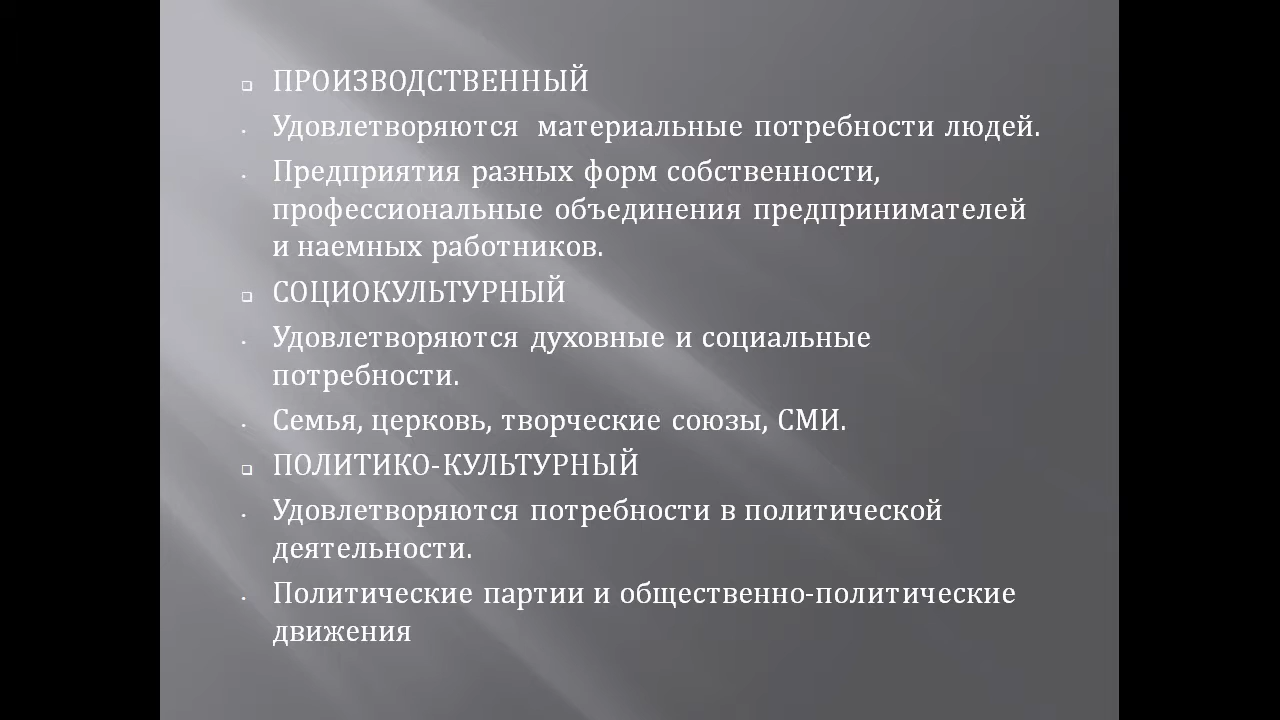 ПРОИЗВОДСТВЕННЫЙ
Удовлетворяются материальные потребности людей.
Предприятия разных форм собственности,
профессиональные объединения предпринимателей
и наемных работников.
СОЦИОКУЛЬТУРНЫЙ
Удовлетворяются духовные и социальные
потребности.
Семья, церковь, творческие союзы, СМИ.
ПОЛИТИКО-КУЛЬТУРНЫЙ
Удовлетворяются потребности в политической
деятельности.
Политические партии и общественно-политические
движения